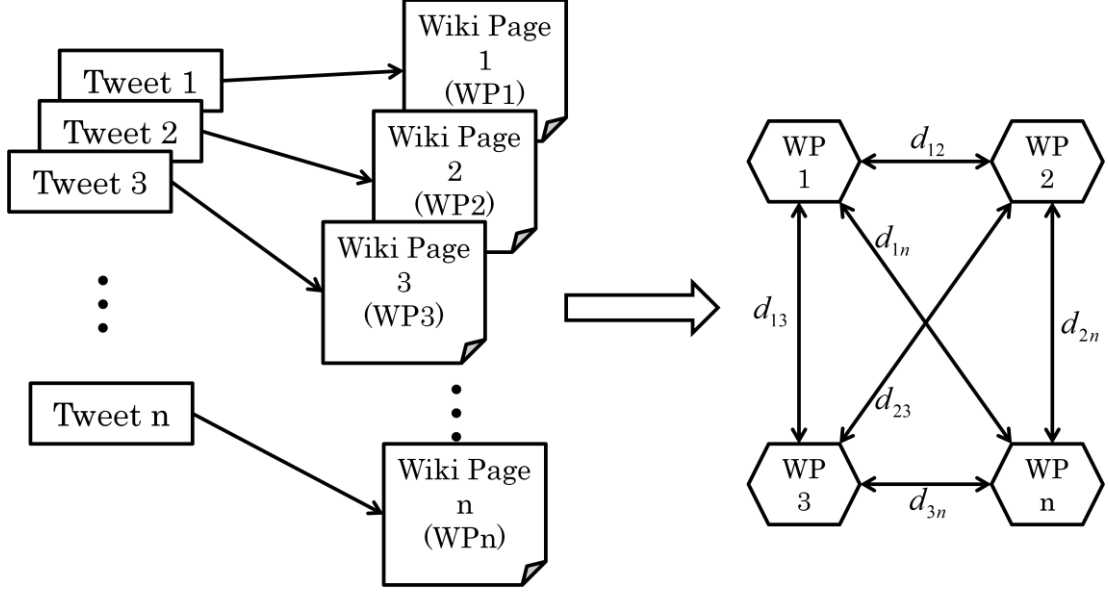 Tweet 1
Tweet 2
Tweet 3
Tweet n
Wiki Page
1
(WP1)
Wiki Page
2
(WP2)
Wiki Page
3
(WP3)
Wiki Page
n
(WPn)
WP
1
d12
WP
2
d1n
d13
d2n
d23
WP
3
d3n
WP
n